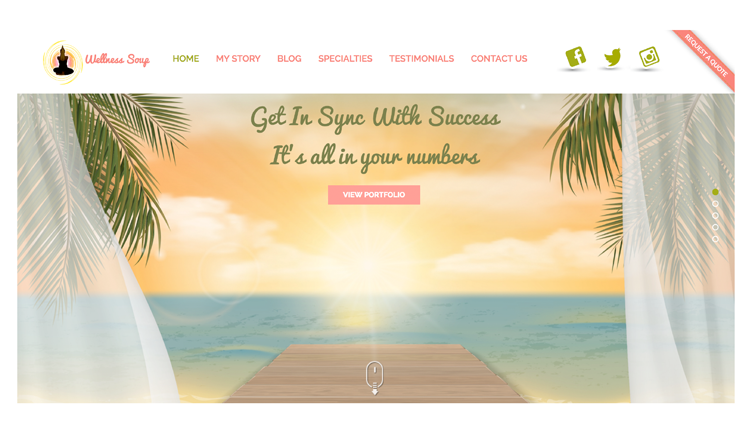 Wellness Soup
HOME MY STORY BLOG SPECIALTIES TESTIMONIALS CONTACT US
REQUEST A QUOTE
Get In Sync With Success
It's all in your numbers
VIEW PORTFOLIO